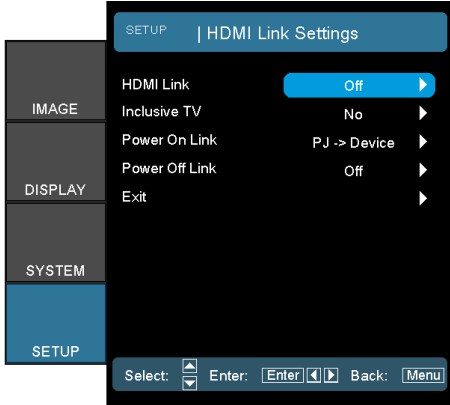 SETUP | HDMI Link Settings
HDMI Link Off
Inclusive TV No
Power On Link PJ -> Device
Power Off Link Off
Exit
IMAGE
DISPLAY
SYSTEM
SETUP
Select: Enter: Enter Back: Menu